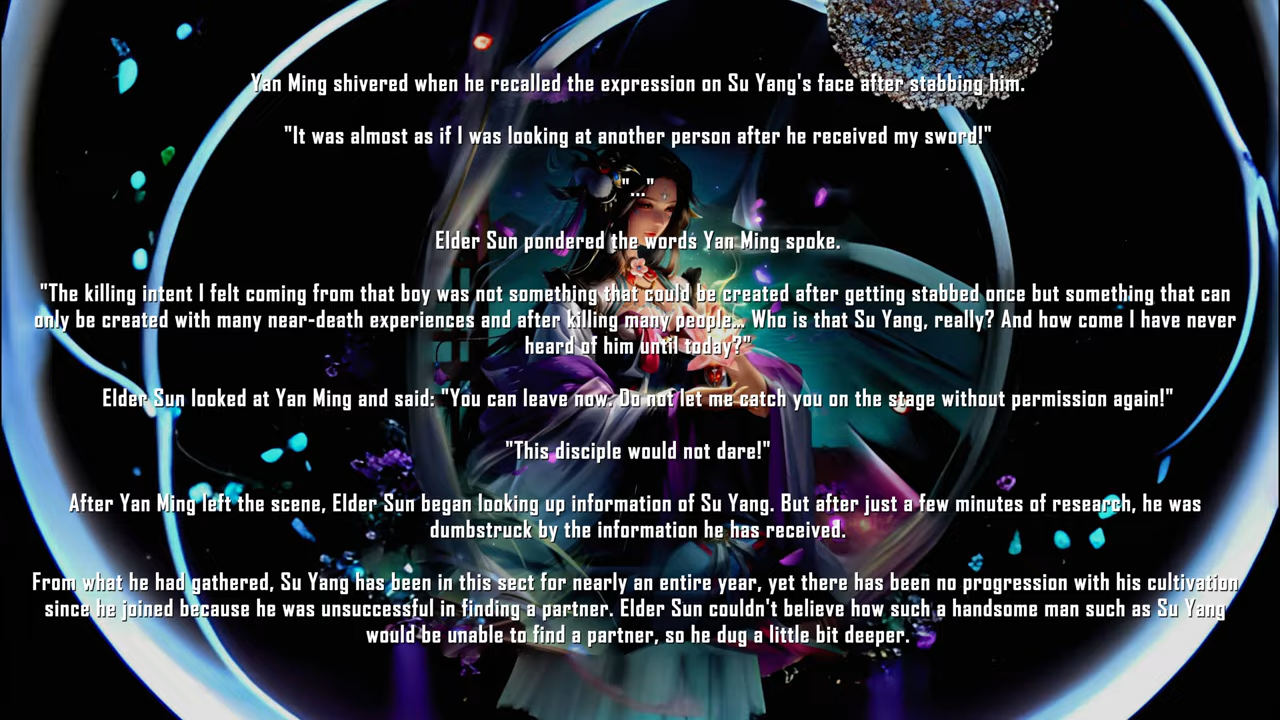 Yan Ming shivered when he recalled the expression on Su Yang's face after stabbing him.
"It was almost as if I was looking at another person after he received my sword!"
"..."
Elder Sun pondered the words Yan Ming spoke.
"The killing intent I felt coming from that boy was not something that could be created after getting stabbed once but something that can
only be created with many near-death experiences and after killing many people... Who is that Su Yang, really? And how come I have never
heard of him until today?"
Elder Sun looked at Yan Ming and said: "You can leave now. Do not let me catch you on the stage without permission again!"
"This disciple would not dare!"
After Yan Ming left the scene, Elder Sun began looking up information of Su Yang. But after just a few minutes of research, he was
dumbstruck by the information he has received.
From what he had gathered, Su Yang has been in this sect for nearly an entire year, yet there has been no progression with his cultivation
since he joined because he was unsuccessful in finding a partner. Elder Sun couldn't believe how such a handsome man such as Su Yang
would be unable to find a partner, so he dug a little bit deeper.